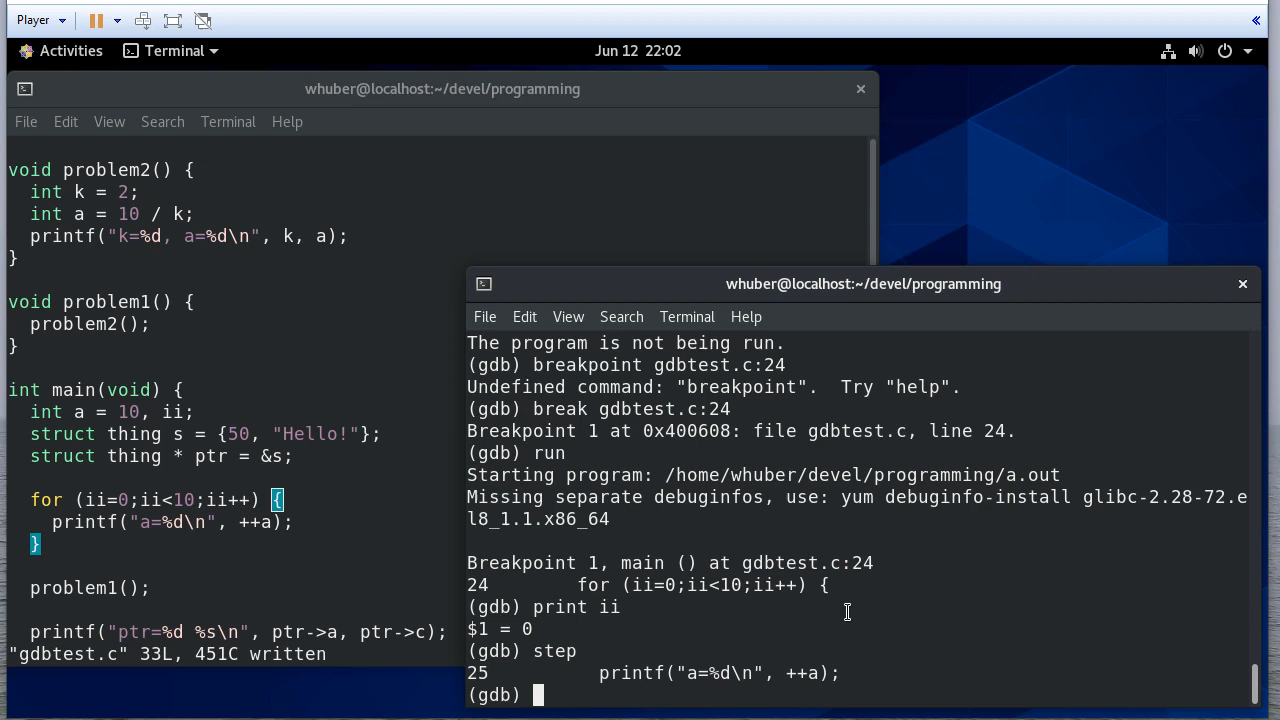 Player
Activities
Terminal
Jun 12 22:02
whuber@localhost:~/devel/programming
File Edit View Search Terminal Help
void problem2() {
  int k = 2;
  int a = 10 / k;
  printf("k=%d, a=%d\n", k, a);
}
void problem1() {
  problem2();
}
int main(void) {
  int a = 10, ii;
  struct thing s = {50, "Hello!"};
  struct thing * ptr = &s;
  for (ii=0;ii<10;ii++) {
    printf("a=%d\n", ++a);
  }
  problem1();
  printf("ptr=%d %s\n", ptr->a, ptr->c);
"gdbtest.c" 33L, 451C written
whuber@localhost:~/devel/programming
File Edit View Search Terminal Help
The program is not being run.
(gdb) breakpoint gdbtest.c:24
Undefined command: "breakpoint".  Try "help".
(gdb) break gdbtest.c:24
Breakpoint 1 at 0x400608: file gdbtest.c, line 24.
(gdb) run
Starting program: /home/whuber/devel/programming/a.out
Missing separate debuginfos, use: yum debuginfo-install glibc-2.28-72.e
l8_1.1.x86_64
Breakpoint 1, main () at gdbtest.c:24
24        for (ii=0;ii<10;ii++) {
(gdb) print ii
$1 = 0
(gdb) step
25          printf("a=%d\n", ++a);
(gdb)